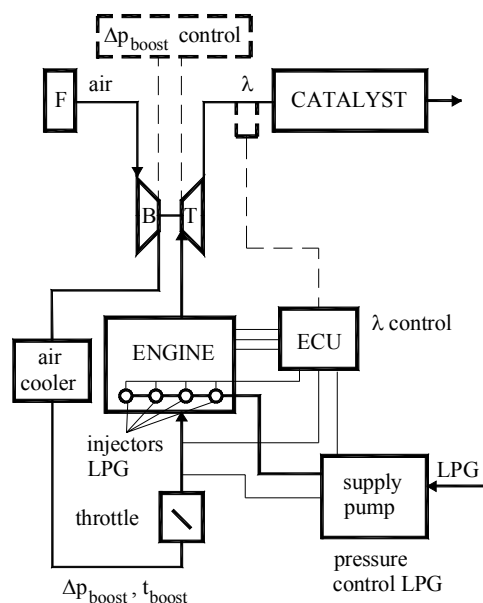 Δp_boost control
air
λ
F
CATALYST
B
T
ENGINE
ECU
λ control
air
cooler
injectors
LPG
LPG
supply
pump
throttle
pressure
control LPG
Δp_boost , t_boost